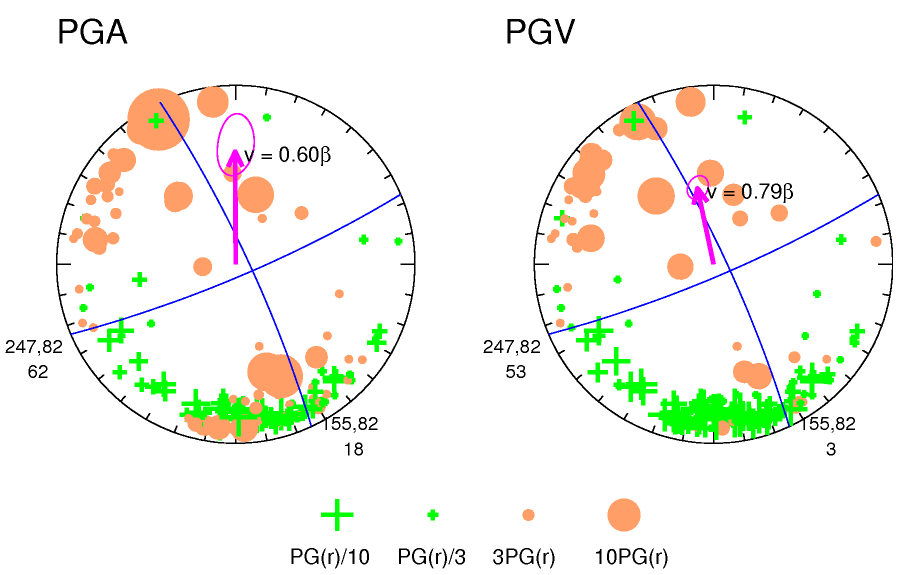 PGA
PGV
v = 0.60β
v = 0.79β
247,82
62
155,82
18
247,82
53
155,82
3
PG(r)/10
PG(r)/3
3PG(r)
10PG(r)